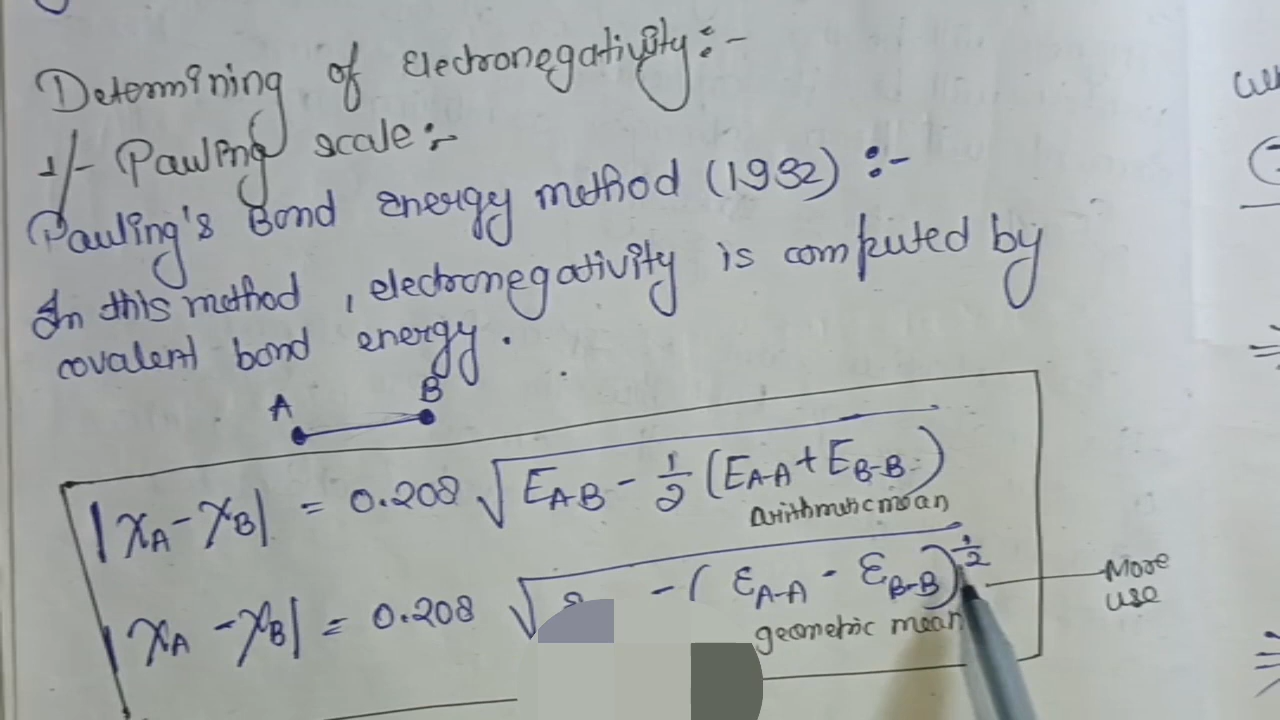 Determining of Electronegativity:-
1/- Pauling scale:-
Pauling's Bond energy method (1932) :-
In this method, electronegativity is computed by
covalent bond energy.
A B
|χA - χB| = 0.208 √EA-B - 1/2 (EA-A + EB-B)
arithmetic mean
|χA - χB| = 0.208 √ - (EA-A - EB-B)^1/2
geometric mean
More
use